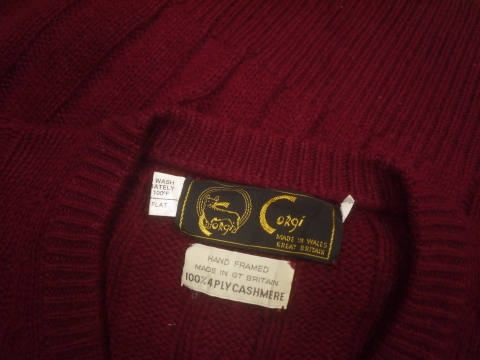 WASH
ATELY
100°F
FLAT
Corgi
Corgi
MADE IN WALES
GREAT BRITAIN
HAND FRAMED
MADE IN GT BRITAIN
100% 4 PLY CASHMERE